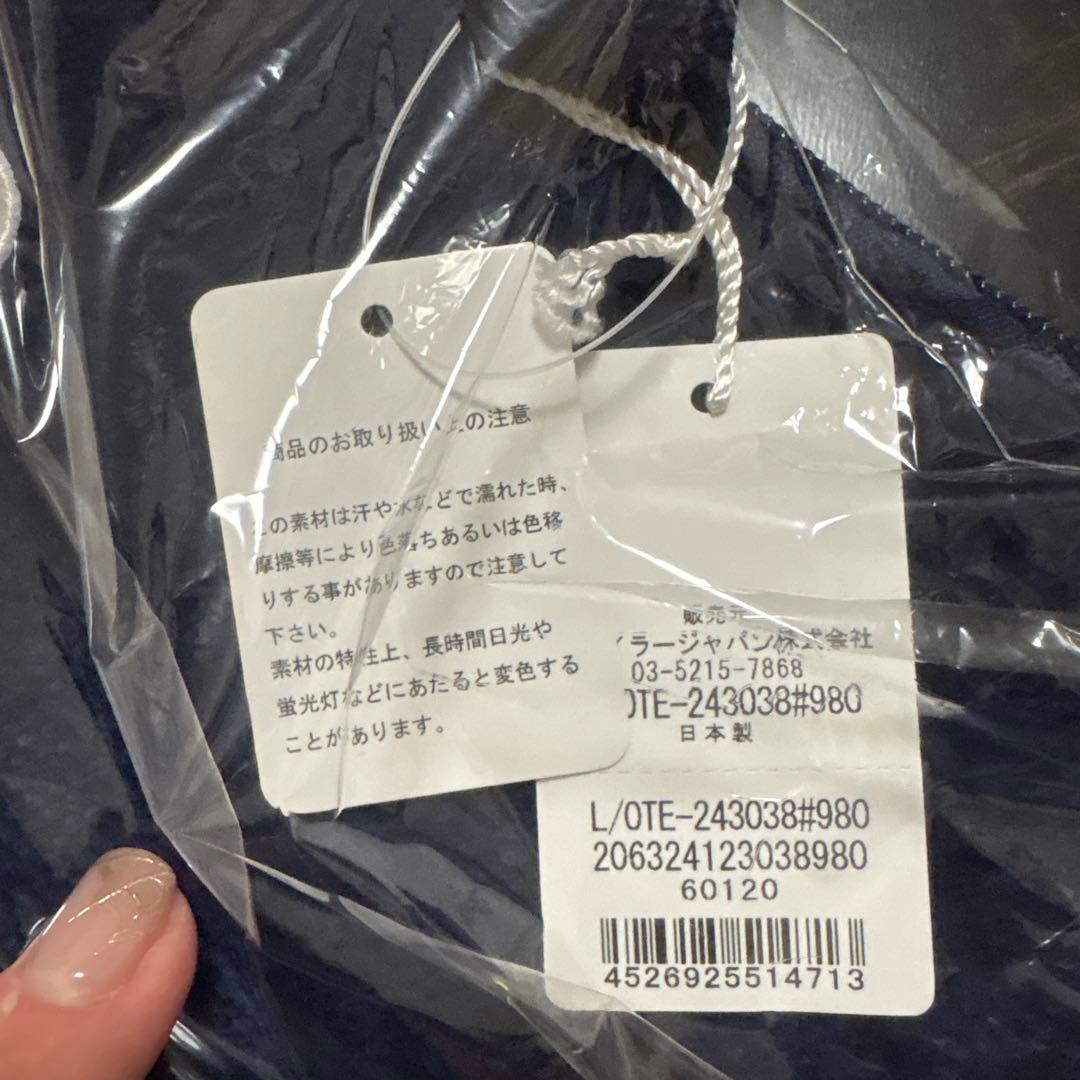 商品のお取り扱い上の注意
この素材は汗や水などで濡れた時、
摩擦等により色落ちあるいは色移
りする事がありますので注意して
下さい。
素材の特性上、長時間日光や
蛍光灯などにあたると変色する
ことがあります。
販売元
ラージャパン株式会社
03-5215-7868
OTE-243038#980
日本製
L/OTE-243038#980
206324123038980
60120
4526925514713